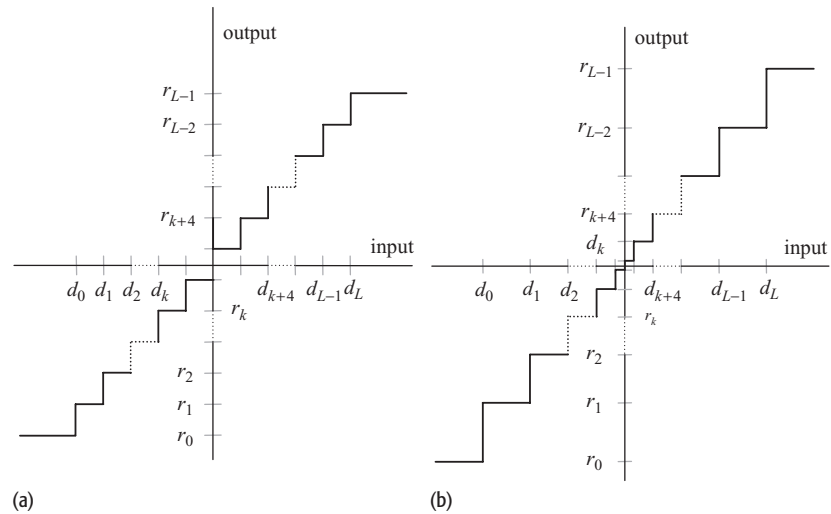 output
r_{L-1}
r_{L-2}
r_{k+4}
input
d_0 d_1 d_2 d_k d_{k+4} d_{L-1} d_L
r_k
r_2
r_1
r_0
(a)
output
r_{L-1}
r_{L-2}
r_{k+4}
d_k input
d_0 d_1 d_2 d_{k+4} d_{L-1} d_L
r_k
r_2
r_1
r_0
(b)